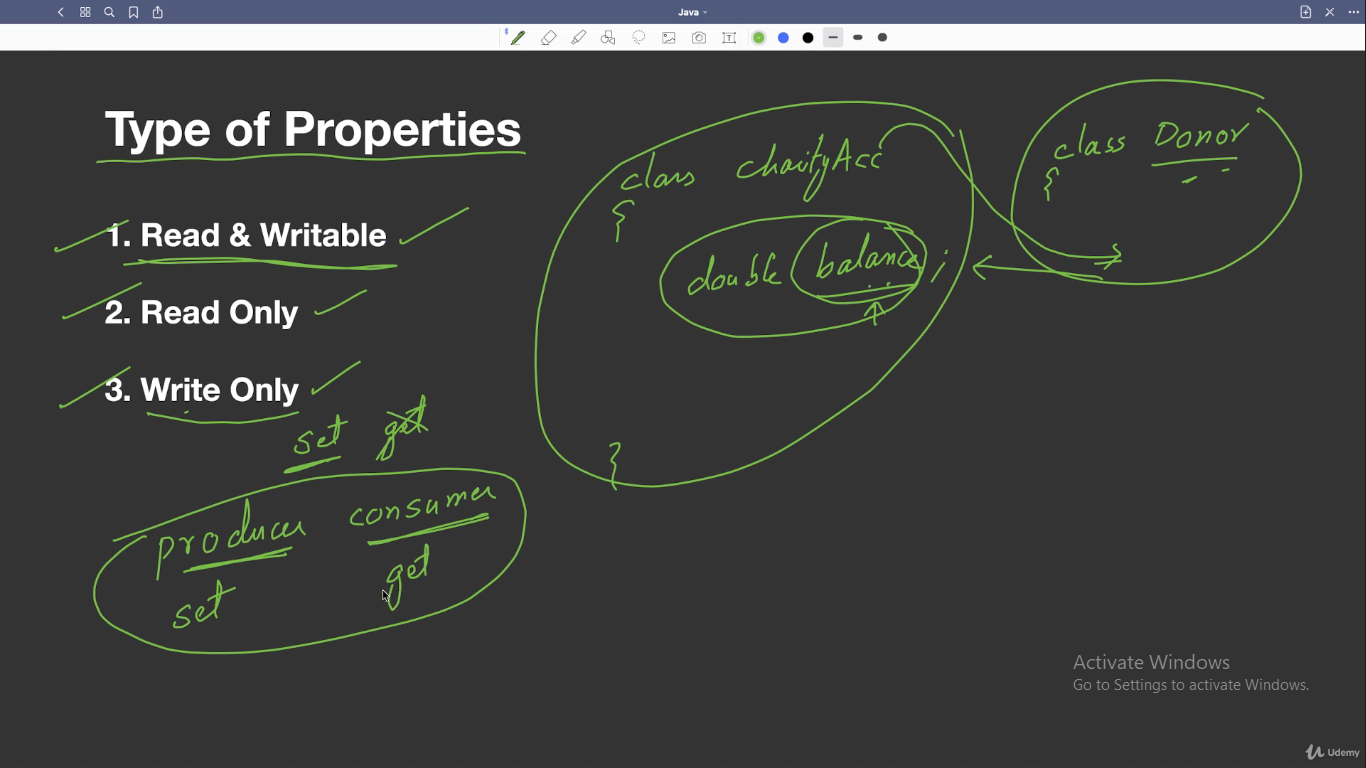 Java
Type of Properties
1. Read & Writable
2. Read Only
3. Write Only
set get
producer consumer
set get
class charityAcc
{
double balance;
}
class Donor
{
Activate Windows
Go to Settings to activate Windows.
Udemy